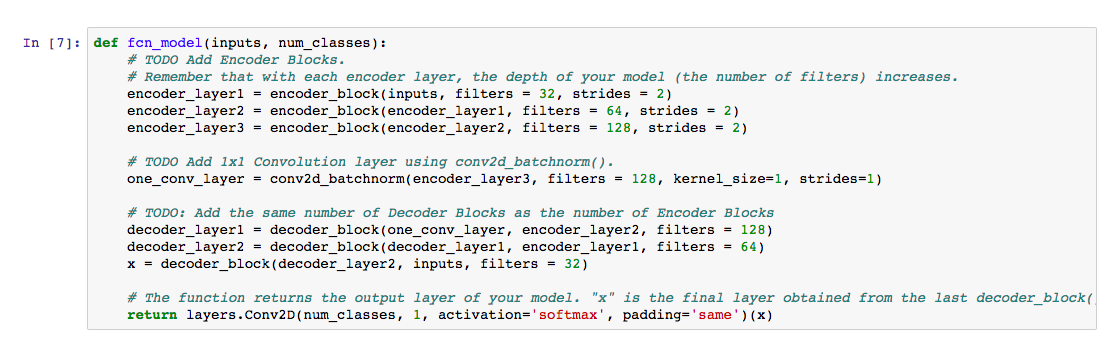 In [7]: def fcn_model(inputs, num_classes):
# TODO Add Encoder Blocks.
# Remember that with each encoder layer, the depth of your model (the number of filters) increases.
encoder_layer1 = encoder_block(inputs, filters = 32, strides = 2)
encoder_layer2 = encoder_block(encoder_layer1, filters = 64, strides = 2)
encoder_layer3 = encoder_block(encoder_layer2, filters = 128, strides = 2)
# TODO Add 1x1 Convolution layer using conv2d_batchnorm().
one_conv_layer = conv2d_batchnorm(encoder_layer3, filters = 128, kernel_size=1, strides=1)
# TODO: Add the same number of Decoder Blocks as the number of Encoder Blocks
decoder_layer1 = decoder_block(one_conv_layer, encoder_layer2, filters = 128)
decoder_layer2 = decoder_block(decoder_layer1, encoder_layer1, filters = 64)
x = decoder_block(decoder_layer2, inputs, filters = 32)
# The function returns the output layer of your model. "x" is the final layer obtained from the last decoder_block(
return layers.Conv2D(num_classes, 1, activation='softmax', padding='same')(x)